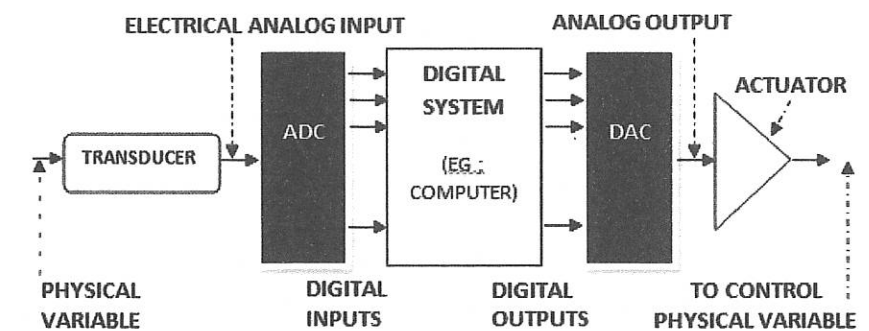 ELECTRICAL ANALOG INPUT
ANALOG OUTPUT
TRANSDUCER
ADC
DIGITAL
SYSTEM
(EG.:
COMPUTER)
DAC
ACTUATOR
PHYSICAL
VARIABLE
DIGITAL
INPUTS
DIGITAL
OUTPUTS
TO CONTROL
PHYSICAL VARIABLE